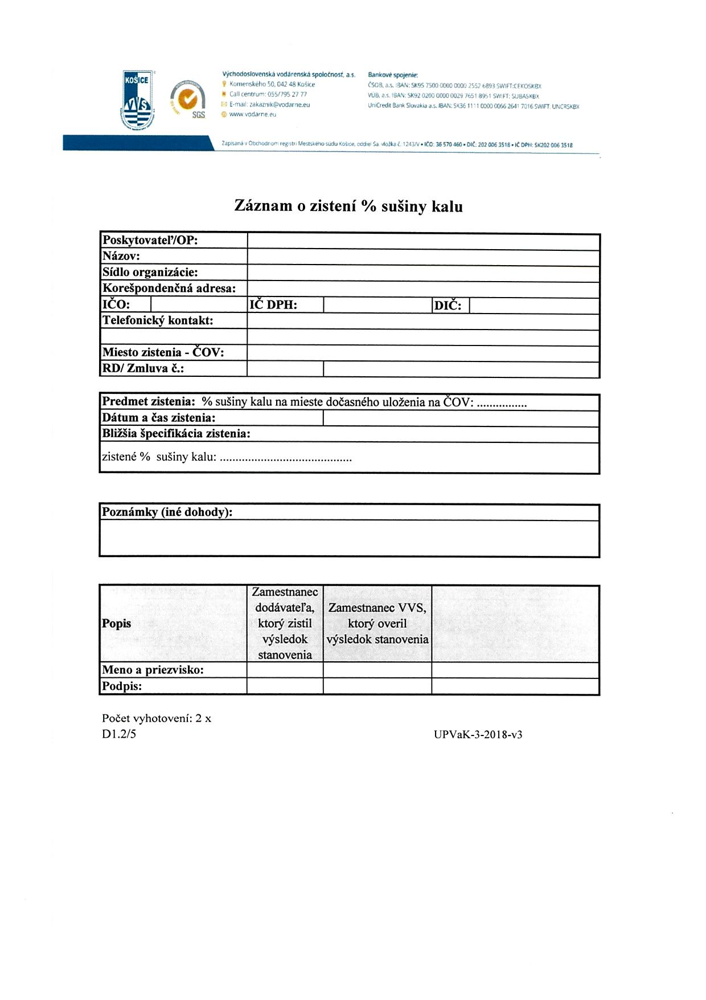 KOŠICE
VVS
SGS
Východoslovenská vodárenská spoločnosť, a.s.
Komenského 50, 042 48 Košice
Call centrum: 055/795 27 77
E-mail: zakaznik@vodarne.eu
www.vodarne.eu
Bankové spojenie:
ČSOB, a.s. IBAN: SK95 7500 0000 0000 2552 6893 SWIFT:CEKOSKBX
VÚB, a.s. IBAN: SK92 0200 0000 0029 7651 8951 SWIFT: SUBASKBX
UniCredit Bank Slovakia a.s. IBAN: SK36 1111 0000 0066 2641 7016 SWIFT: UNCRSKBX
Zapísaná v Obchodnom registri Mestského súdu Košice, oddiel Sa. vložka č. 1243/V • IČO: 36 570 460 • DIČ: 202 006 3518 • IČ DPH: SK202 006 3518
Záznam o zistení % sušiny kalu
Poskytovateľ/OP:
Názov:
Sídlo organizácie:
Korešpondenčná adresa:
IČO: IČ DPH: DIČ:
Telefonický kontakt:
Miesto zistenia - ČOV:
RD/ Zmluva č.:
Predmet zistenia: % sušiny kalu na mieste dočasného uloženia na ČOV: ................
Dátum a čas zistenia:
Bližšia špecifikácia zistenia:
zistené % sušiny kalu: ..........................................
Poznámky (iné dohody):
Popis
Zamestnanec
dodávateľa,
ktorý zistil
výsledok
stanovenia
Zamestnanec VVS,
ktorý overil
výsledok stanovenia
Meno a priezvisko:
Podpis:
Počet vyhotovení: 2 x
D1.2/5
UPVaK-3-2018-v3